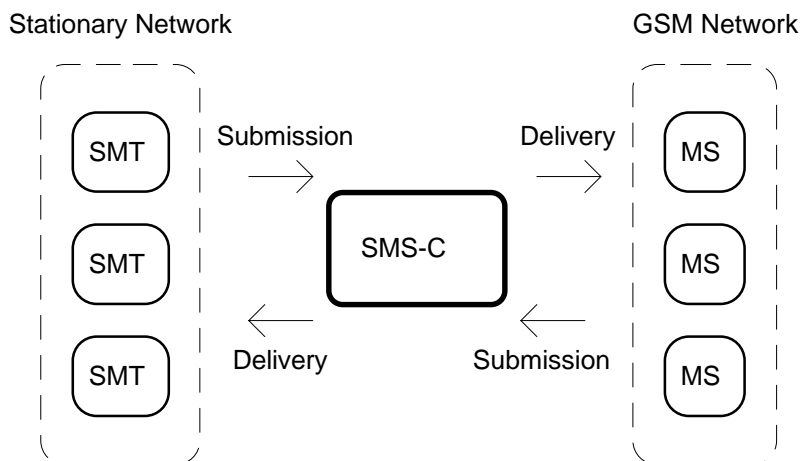 Stationary Network
GSM Network
SMT
Submission
Delivery
MS
SMT
SMS-C
MS
Delivery
Submission
SMT
MS